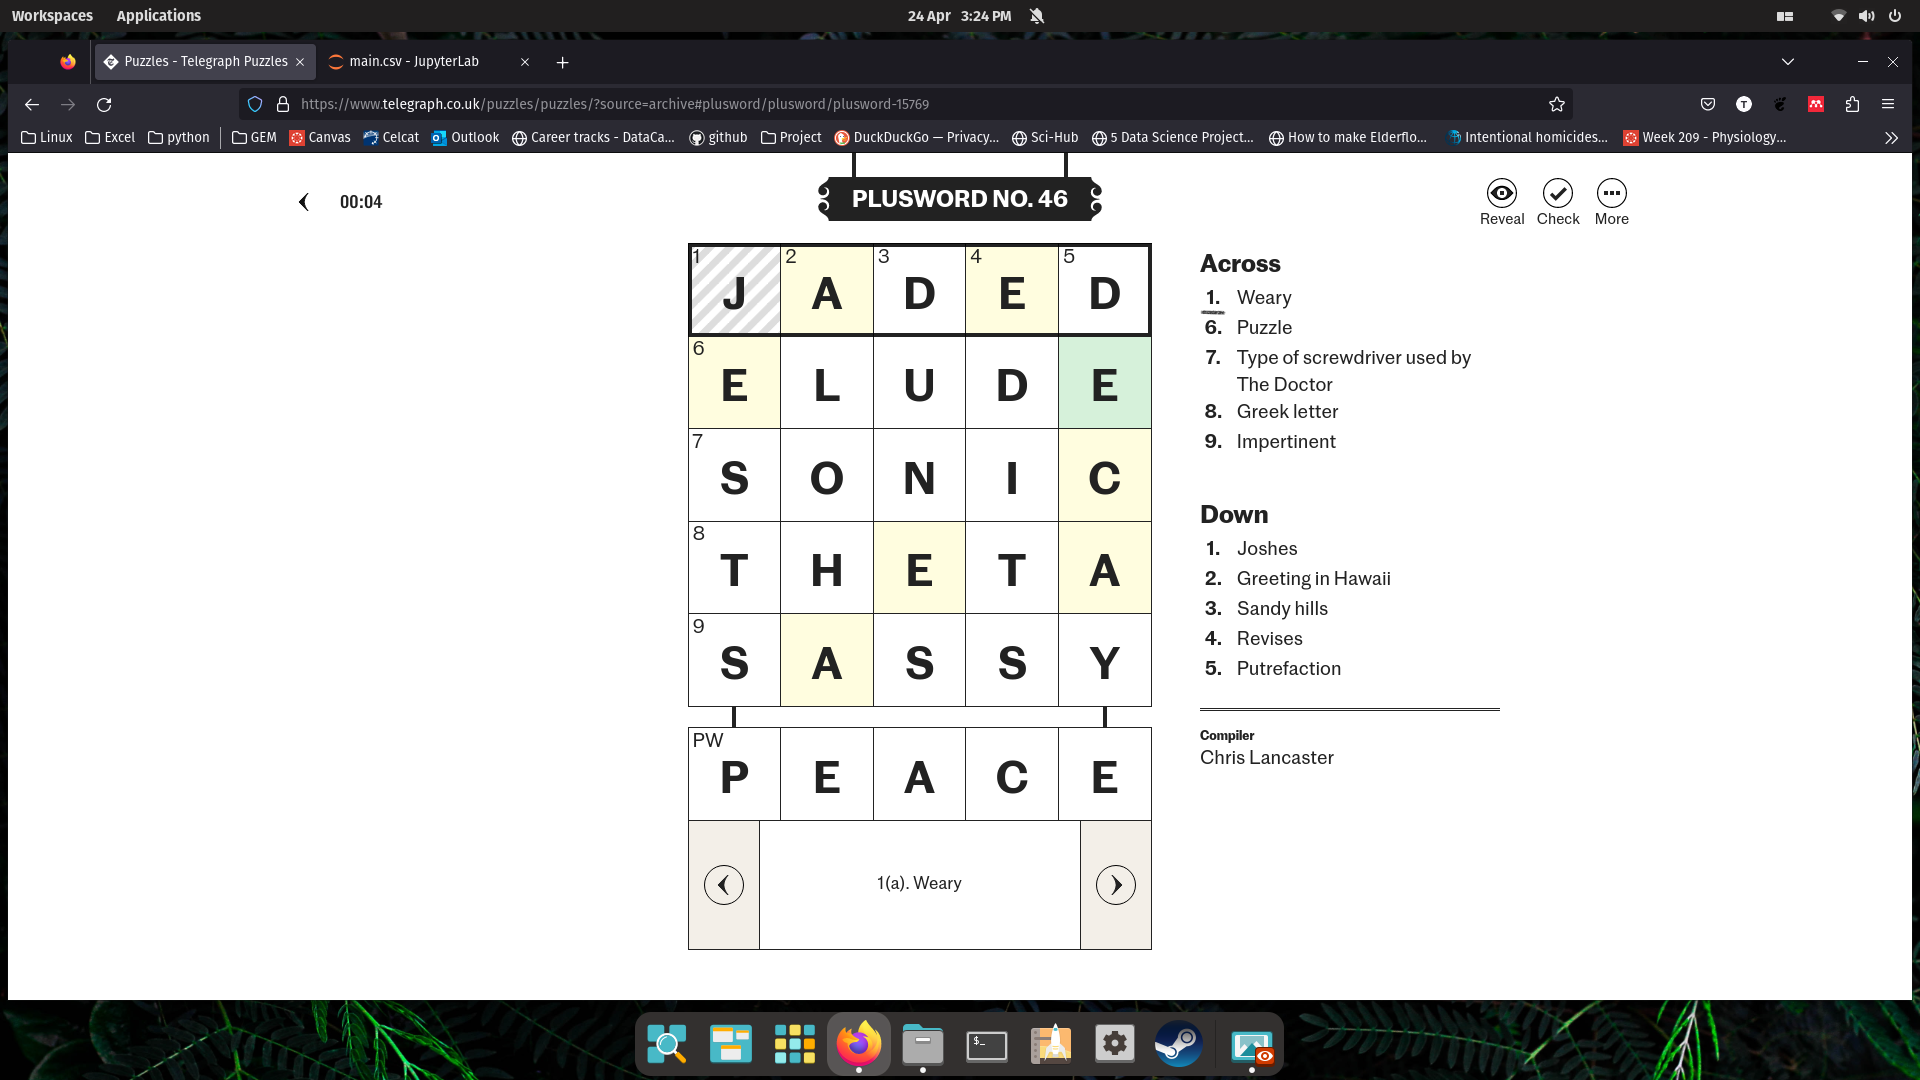 Workspaces Applications 24 Apr 3:24 PM
Puzzles - Telegraph Puzzles main.csv - JupyterLab
https://www.telegraph.co.uk/puzzles/puzzles/?source=archive#plusword/plusword/plusword-15769
Linux Excel python GEM Canvas Celcat Outlook Career tracks - DataCa... github Project DuckDuckGo — Privacy... Sci-Hub 5 Data Science Project... How to make Elderflo... Intentional homicides... Week 209 - Physiology...
00:04
PLUSWORD NO. 46
Reveal Check More
1 J 2 A 3 D 4 E 5 D
6 E L U D E
7 S O N I C
8 T H E T A
9 S A S S Y
PW P E A C E
1(a). Weary
Across
1. Weary
6. Puzzle
7. Type of screwdriver used by
The Doctor
8. Greek letter
9. Impertinent
Down
1. Joshes
2. Greeting in Hawaii
3. Sandy hills
4. Revises
5. Putrefaction
Compiler
Chris Lancaster